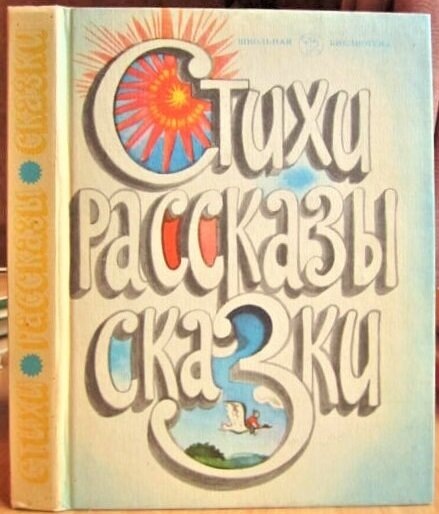 ШКОЛЬНАЯ БИБЛИОТЕКА
Стихи
рассказы
сказки
Стихи Рассказы Сказки